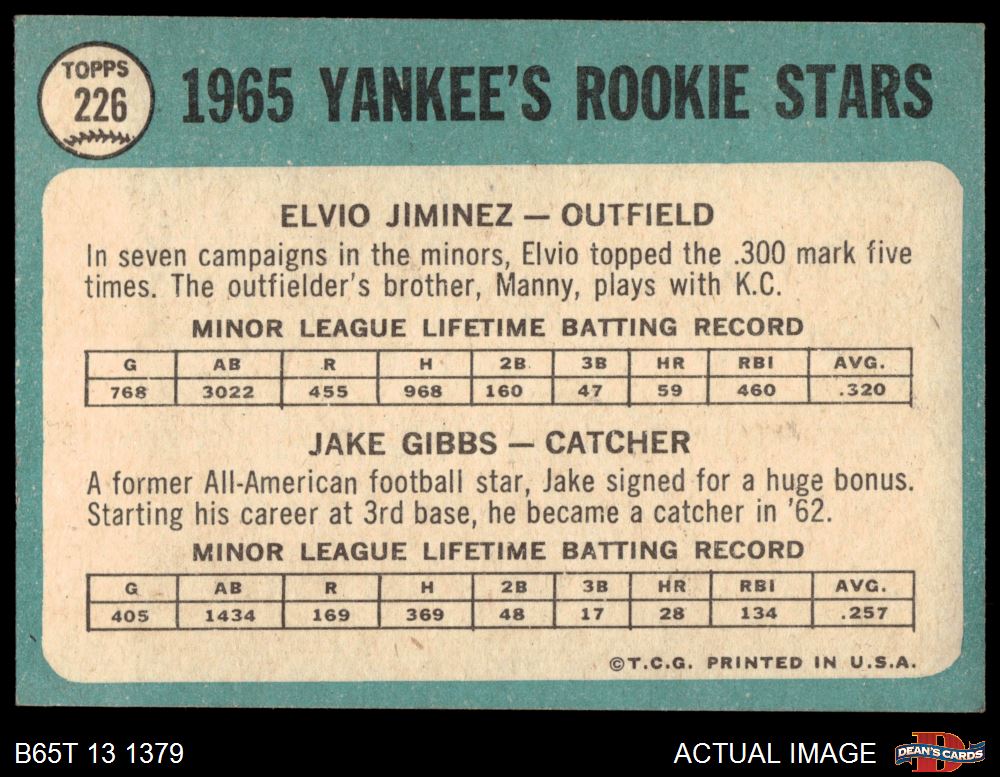 TOPPS
226
1965 YANKEE'S ROOKIE STARS
ELVIO JIMINEZ — OUTFIELD
In seven campaigns in the minors, Elvio topped the .300 mark five
times. The outfielder's brother, Manny, plays with K.C.
MINOR LEAGUE LIFETIME BATTING RECORD
G AB R H 2B 3B HR RBI AVG.
768 3022 455 968 160 47 59 460 .320
JAKE GIBBS — CATCHER
A former All-American football star, Jake signed for a huge bonus.
Starting his career at 3rd base, he became a catcher in '62.
MINOR LEAGUE LIFETIME BATTING RECORD
G AB R H 2B 3B HR RBI AVG.
405 1434 169 369 48 17 28 134 .257
©T.C.G. PRINTED IN U.S.A.
B65T 13 1379
ACTUAL IMAGE
D
DEAN'S CARDS